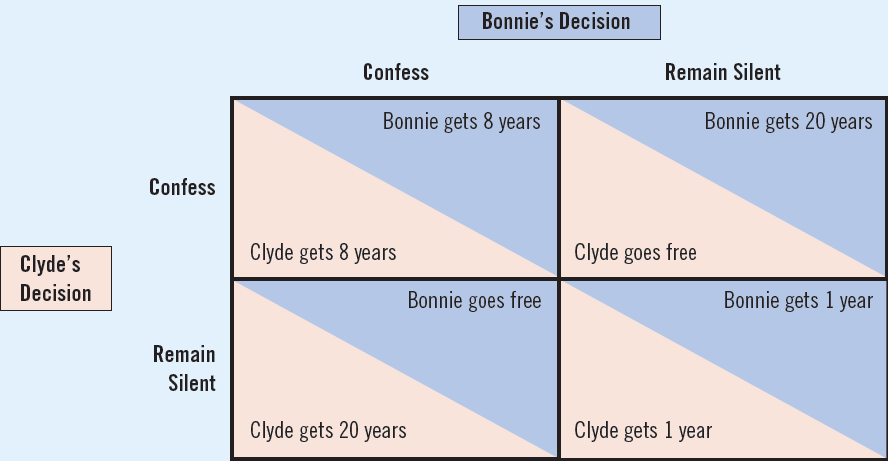 Bonnie's Decision
Confess
Remain Silent
Bonnie gets 8 years
Bonnie gets 20 years
Confess
Clyde gets 8 years
Clyde goes free
Clyde's
Decision
Bonnie goes free
Bonnie gets 1 year
Remain
Silent
Clyde gets 20 years
Clyde gets 1 year